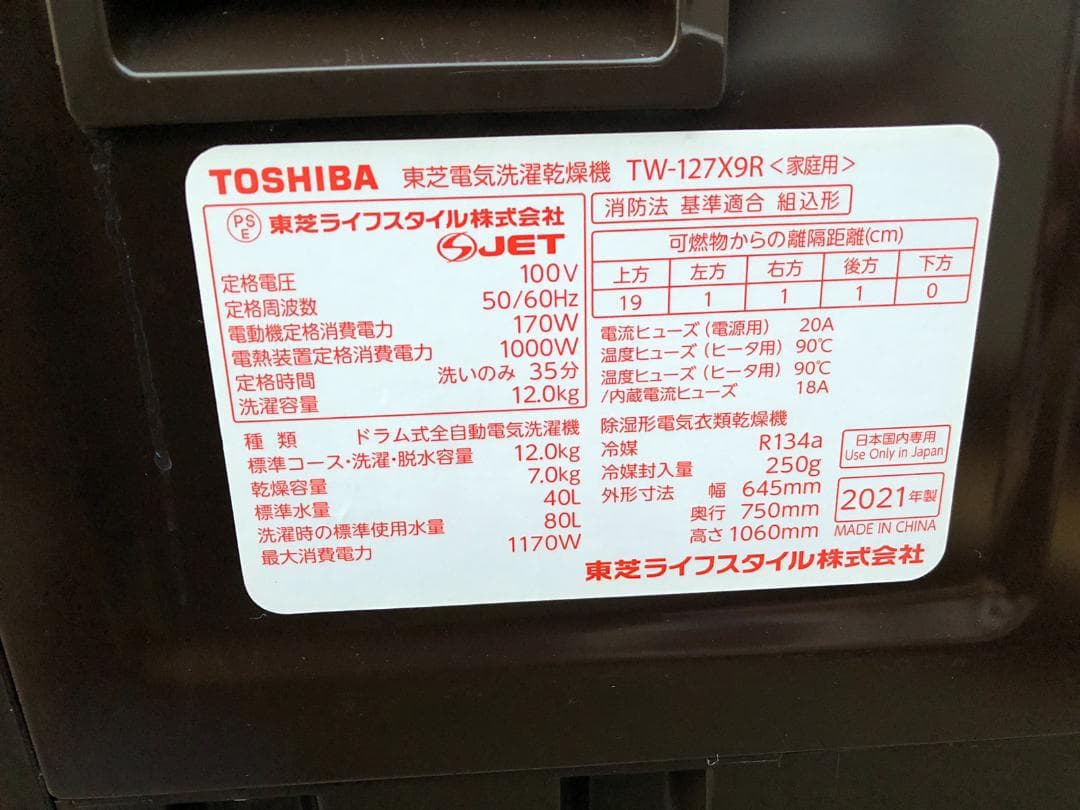 TOSHIBA 東芝電気洗濯乾燥機 TW-127X9R<家庭用>
PSE 東芝ライフスタイル株式会社
SJET
定格電圧 100V
定格周波数 50/60Hz
電動機定格消費電力 170W
電熱装置定格消費電力 1000W
定格時間 洗いのみ 35分
洗濯容量 12.0kg
種類 ドラム式全自動電気洗濯機
標準コース・洗濯・脱水容量 12.0kg
乾燥容量 7.0kg
標準水量 40L
洗濯時の標準使用水量 80L
最大消費電力 1170W
消防法 基準適合 組込形
可燃物からの離隔距離(cm)
上方 左方 右方 後方 下方
19 1 1 1 0
電流ヒューズ(電源用) 20A
温度ヒューズ(ヒータ用) 90℃
温度ヒューズ(ヒータ用) 90℃
/内蔵電流ヒューズ 18A
除湿形電気衣類乾燥機
冷媒 R134a
冷媒封入量 250g
外形寸法 幅 645mm
奥行 750mm
高さ 1060mm
日本国内専用
Use Only in Japan
2021年製
MADE IN CHINA
東芝ライフスタイル株式会社